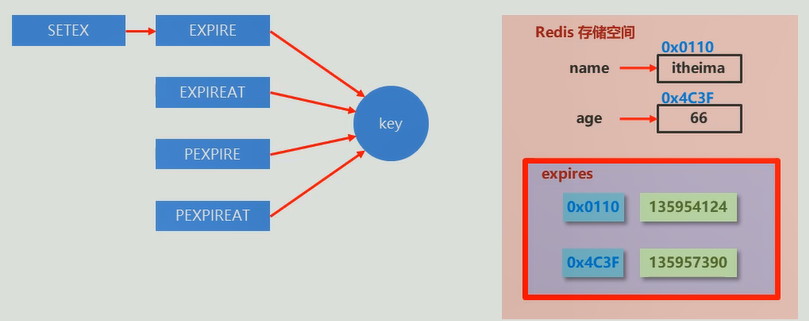 SETEX
EXPIRE
EXPIREAT
PEXPIRE
PEXPIREAT
key
Redis 存储空间
0x0110
name
itheima
0x4C3F
age
66
expires
0x0110
135954124
0x4C3F
135957390